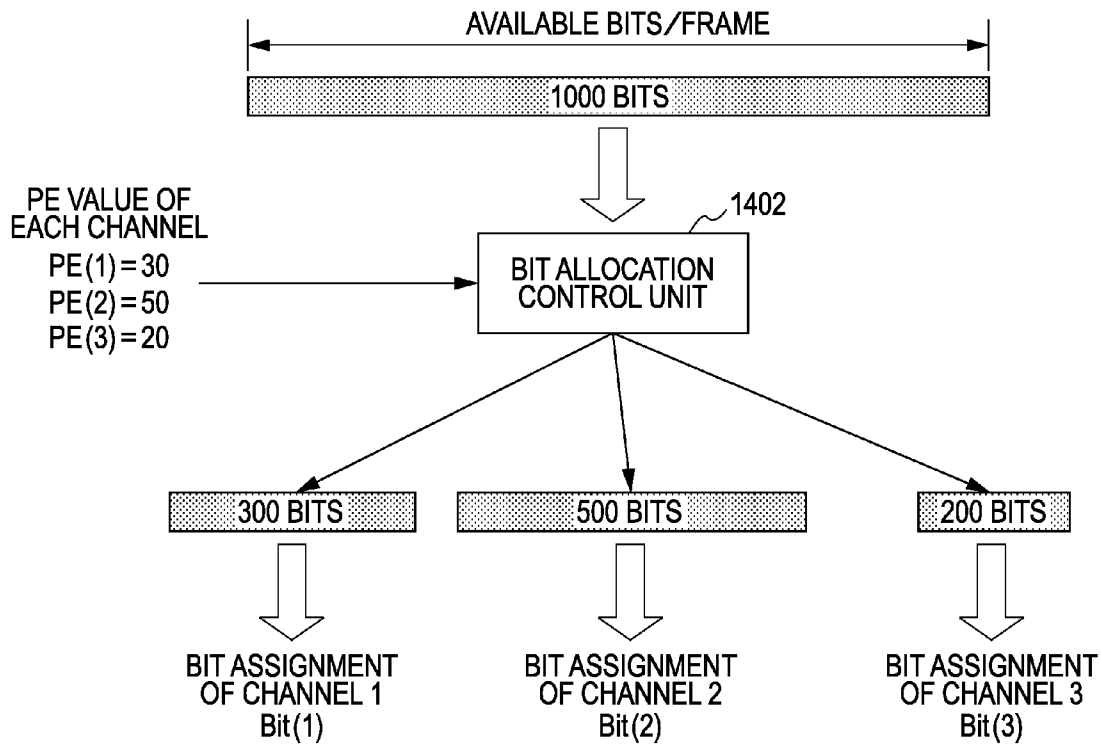 AVAILABLE BITS/FRAME
1000 BITS
PE VALUE OF
EACH CHANNEL
PE(1)=30
PE(2)=50
PE(3)=20
1402
BIT ALLOCATION
CONTROL UNIT
300 BITS
500 BITS
200 BITS
BIT ASSIGNMENT
OF CHANNEL 1
Bit(1)
BIT ASSIGNMENT
OF CHANNEL 2
Bit(2)
BIT ASSIGNMENT
OF CHANNEL 3
Bit(3)